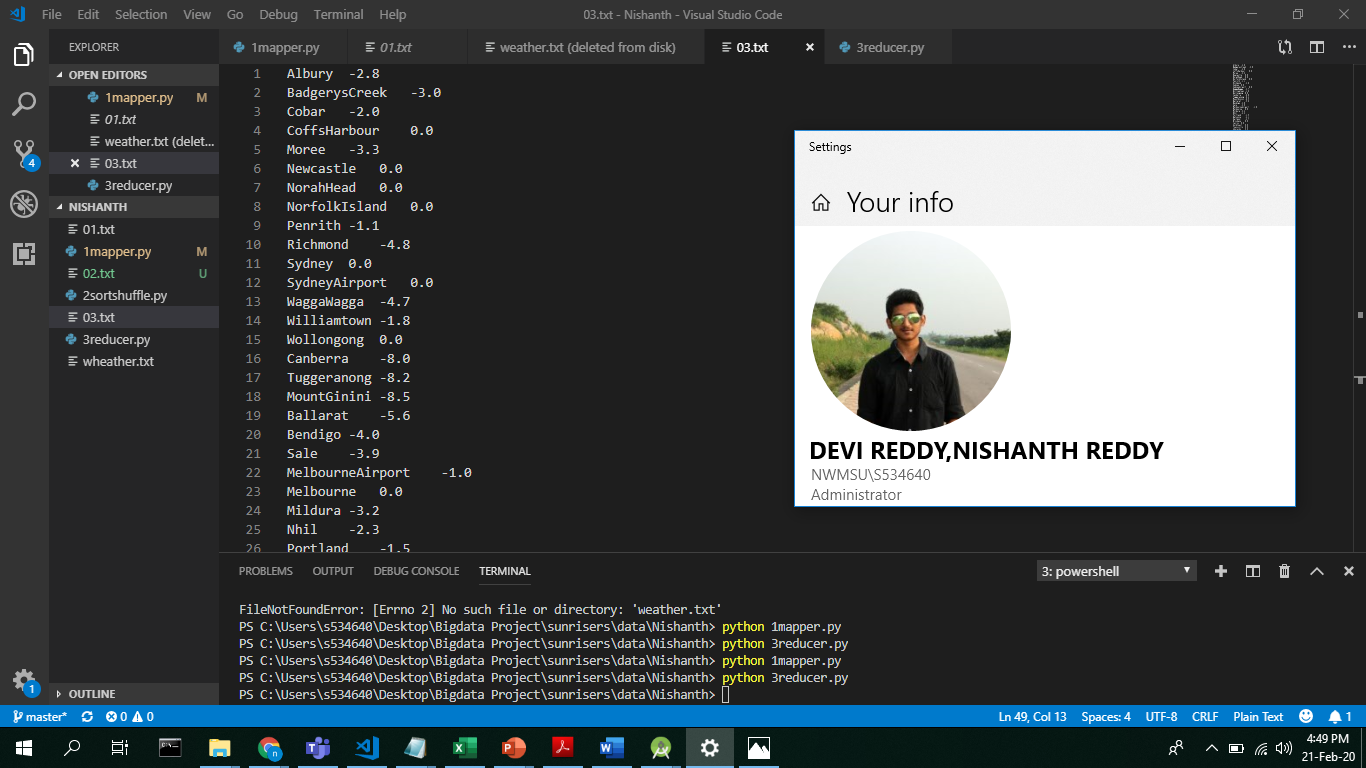 File Edit Selection View Go Debug Terminal Help 03.txt - Nishanth - Visual Studio Code
EXPLORER
OPEN EDITORS
1mapper.py M
01.txt
weather.txt (delet...
03.txt
3reducer.py
NISHANTH
01.txt
1mapper.py M
02.txt U
2sortshuffle.py
03.txt
3reducer.py
wheather.txt
OUTLINE
4
1
1mapper.py 01.txt weather.txt (deleted from disk) 03.txt 3reducer.py
1 Albury -2.8
2 BadgerysCreek -3.0
3 Cobar -2.0
4 CoffsHarbour 0.0
5 Moree -3.3
6 Newcastle 0.0
7 NorahHead 0.0
8 NorfolkIsland 0.0
9 Penrith -1.1
10 Richmond -4.8
11 Sydney 0.0
12 SydneyAirport 0.0
13 WaggaWagga -4.7
14 Williamtown -1.8
15 Wollongong 0.0
16 Canberra -8.0
17 Tuggeranong -8.2
18 MountGinini -8.5
19 Ballarat -5.6
20 Bendigo -4.0
21 Sale -3.9
22 MelbourneAirport -1.0
23 Melbourne 0.0
24 Mildura -3.2
25 Nhil -2.3
26 Portland -1.5
Settings
Your info
DEVI REDDY,NISHANTH REDDY
NWMSU\S534640
Administrator
PROBLEMS OUTPUT DEBUG CONSOLE TERMINAL 3: powershell
FileNotFoundError: [Errno 2] No such file or directory: 'weather.txt'
PS C:\Users\s534640\Desktop\Bigdata Project\sunrisers\data\Nishanth> python 1mapper.py
PS C:\Users\s534640\Desktop\Bigdata Project\sunrisers\data\Nishanth> python 3reducer.py
PS C:\Users\s534640\Desktop\Bigdata Project\sunrisers\data\Nishanth> python 1mapper.py
PS C:\Users\s534640\Desktop\Bigdata Project\sunrisers\data\Nishanth> python 3reducer.py
PS C:\Users\s534640\Desktop\Bigdata Project\sunrisers\data\Nishanth>
master* 0 0 Ln 49, Col 13 Spaces: 4 UTF-8 CRLF Plain Text 1
4:49 PM
21-Feb-20